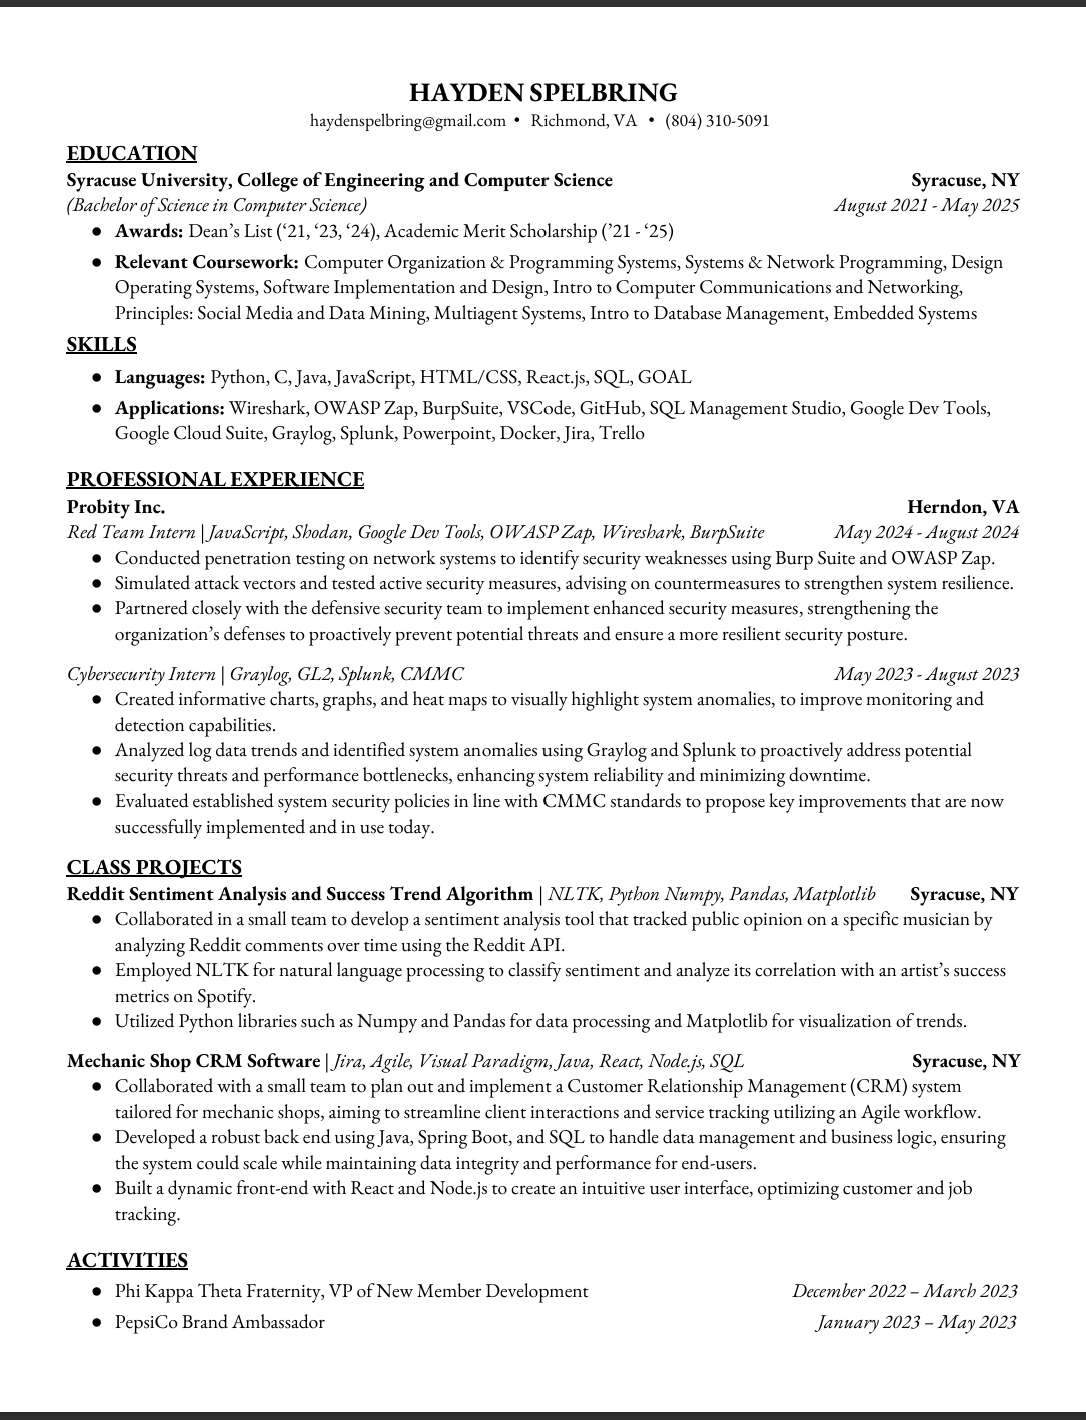 HAYDEN SPELBRING
haydenspelbring@gmail.com • Richmond, VA • (804) 310-5091
EDUCATION
Syracuse University, College of Engineering and Computer Science Syracuse, NY
(Bachelor of Science in Computer Science) August 2021 - May 2025
● Awards: Dean’s List (‘21, ‘23, ‘24), Academic Merit Scholarship (’21 - ‘25)
● Relevant Coursework: Computer Organization & Programming Systems, Systems & Network Programming, Design
Operating Systems, Software Implementation and Design, Intro to Computer Communications and Networking,
Principles: Social Media and Data Mining, Multiagent Systems, Intro to Database Management, Embedded Systems
SKILLS
● Languages: Python, C, Java, JavaScript, HTML/CSS, React.js, SQL, GOAL
● Applications: Wireshark, OWASP Zap, BurpSuite, VSCode, GitHub, SQL Management Studio, Google Dev Tools,
Google Cloud Suite, Graylog, Splunk, Powerpoint, Docker, Jira, Trello
PROFESSIONAL EXPERIENCE
Probity Inc. Herndon, VA
Red Team Intern | JavaScript, Shodan, Google Dev Tools, OWASP Zap, Wireshark, BurpSuite May 2024 - August 2024
● Conducted penetration testing on network systems to identify security weaknesses using Burp Suite and OWASP Zap.
● Simulated attack vectors and tested active security measures, advising on countermeasures to strengthen system resilience.
● Partnered closely with the defensive security team to implement enhanced security measures, strengthening the
organization’s defenses to proactively prevent potential threats and ensure a more resilient security posture.
Cybersecurity Intern | Graylog, GL2, Splunk, CMMC May 2023 - August 2023
● Created informative charts, graphs, and heat maps to visually highlight system anomalies, to improve monitoring and
detection capabilities.
● Analyzed log data trends and identified system anomalies using Graylog and Splunk to proactively address potential
security threats and performance bottlenecks, enhancing system reliability and minimizing downtime.
● Evaluated established system security policies in line with CMMC standards to propose key improvements that are now
successfully implemented and in use today.
CLASS PROJECTS
Reddit Sentiment Analysis and Success Trend Algorithm | NLTK, Python Numpy, Pandas, Matplotlib Syracuse, NY
● Collaborated in a small team to develop a sentiment analysis tool that tracked public opinion on a specific musician by
analyzing Reddit comments over time using the Reddit API.
● Employed NLTK for natural language processing to classify sentiment and analyze its correlation with an artist’s success
metrics on Spotify.
● Utilized Python libraries such as Numpy and Pandas for data processing and Matplotlib for visualization of trends.
Mechanic Shop CRM Software | Jira, Agile, Visual Paradigm, Java, React, Node.js, SQL Syracuse, NY
● Collaborated with a small team to plan out and implement a Customer Relationship Management (CRM) system
tailored for mechanic shops, aiming to streamline client interactions and service tracking utilizing an Agile workflow.
● Developed a robust back end using Java, Spring Boot, and SQL to handle data management and business logic, ensuring
the system could scale while maintaining data integrity and performance for end-users.
● Built a dynamic front-end with React and Node.js to create an intuitive user interface, optimizing customer and job
tracking.
ACTIVITIES
● Phi Kappa Theta Fraternity, VP of New Member Development December 2022 – March 2023
● PepsiCo Brand Ambassador January 2023 – May 2023